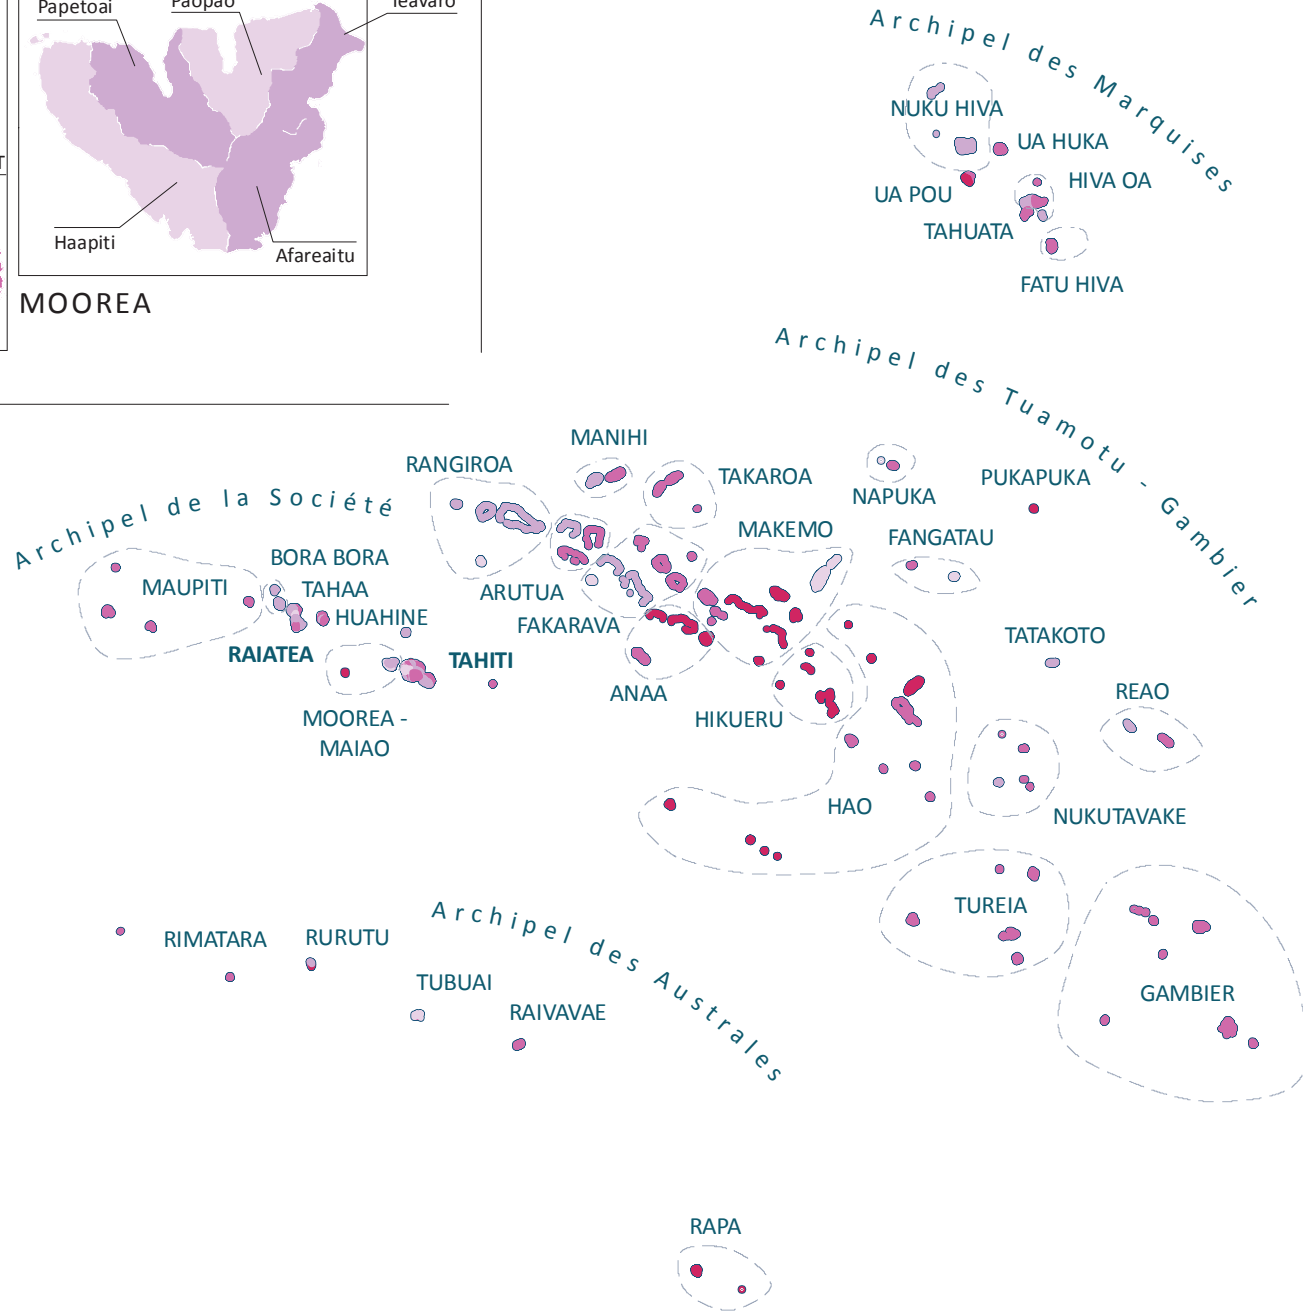 Papetoai
Paopao
Teavaro
Haapiti
Afareaitu
MOOREA
Archipel des Marquises
NUKU HIVA
UA HUKA
UA POU
HIVA OA
TAHUATA
FATU HIVA
Archipel des Tuamotu - Gambier
MANIHI
RANGIROA
TAKAROA
NAPUKA
PUKAPUKA
MAKEMO
FANGATAU
Archipel de la Société
BORA BORA
MAUPITI
TAHAA
HUAHINE
ARUTUA
FAKARAVA
RAIATEA
TAHITI
ANAA
HIKUERU
MOOREA -
MAIAO
TATAKOTO
REAO
HAO
NUKUTAVAKE
TUREIA
GAMBIER
Archipel des Australes
RIMATARA
RURUTU
TUBUAI
RAIVAVAE
RAPA